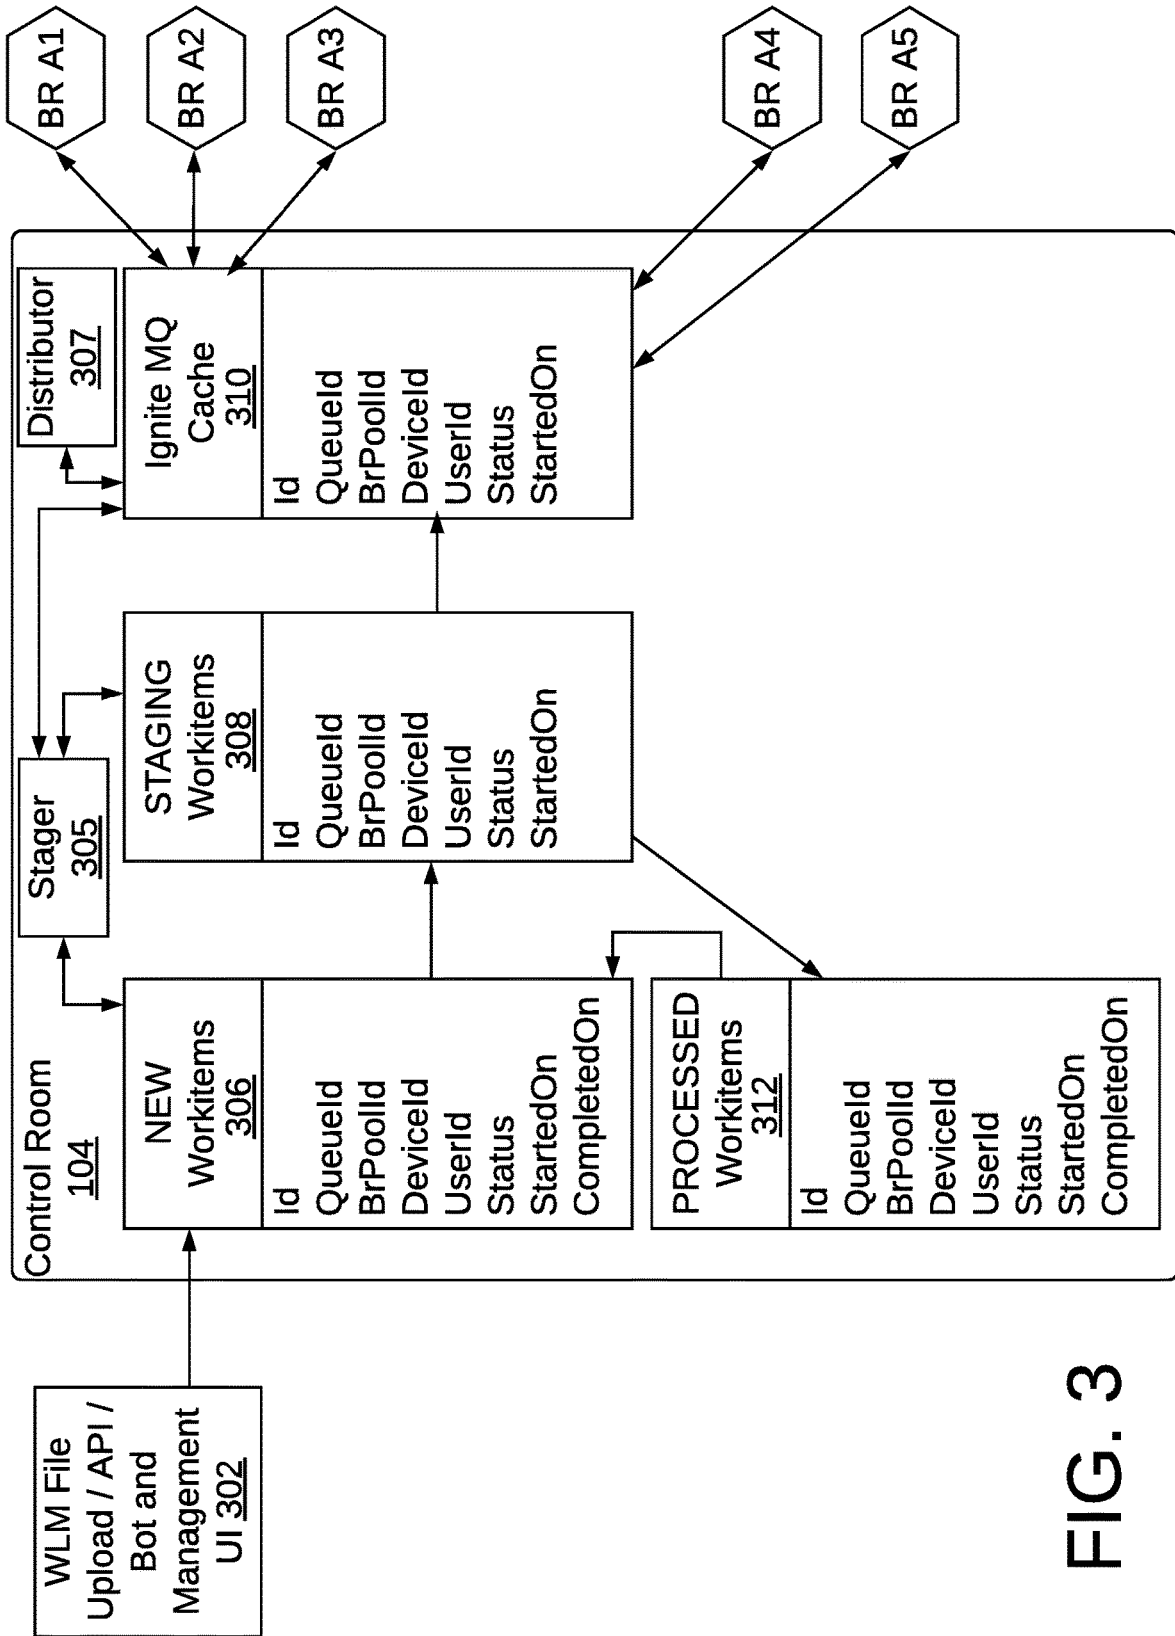 WLM File
Upload / API /
Bot and
Management
UI 302
Control Room
104
Stager
305
Distributor
307
NEW
Workitems
306
Id
QueueId
BrPoolId
DeviceId
UserId
Status
StartedOn
CompletedOn
STAGING
Workitems
308
Id
QueueId
BrPoolId
DeviceId
UserId
Status
StartedOn
Ignite MQ
Cache
310
Id
QueueId
BrPoolId
DeviceId
UserId
Status
StartedOn
PROCESSED
Workitems
312
Id
QueueId
BrPoolId
DeviceId
UserId
Status
StartedOn
CompletedOn
BR A1
BR A2
BR A3
BR A4
BR A5
FIG. 3